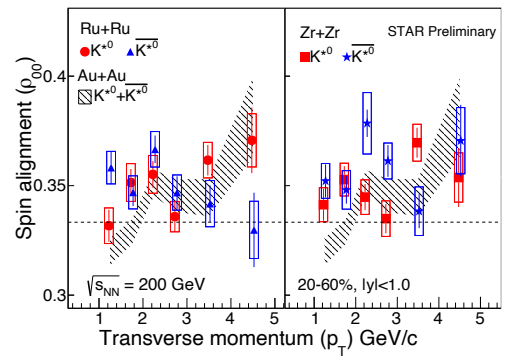 Ru+Ru
K*0 K*0
Au+Au
K*0+K*0
√sNN = 200 GeV
Zr+Zr
STAR Preliminary
K*0 K*0
20-60%, |y|<1.0
Spin alignment (ρ00)
0.4
0.35
0.3
1 2 3 4 5 1 2 3 4 5
Transverse momentum (pT) GeV/c